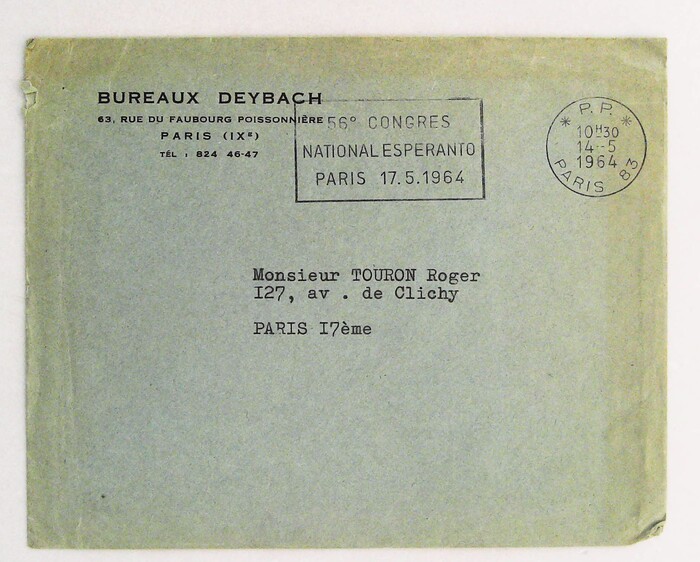 BUREAUX DEYBACH
63, RUE DU FAUBOURG POISSONNIÈRE
PARIS (IXᴱ)
TÉL : 824 46-47
56° CONGRES
NATIONAL ESPERANTO
PARIS 17.5.1964
* P.P. *
10H30
14-5
1964
PARIS 83
Monsieur TOURON Roger
I27, av . de Clichy
PARIS I7ème